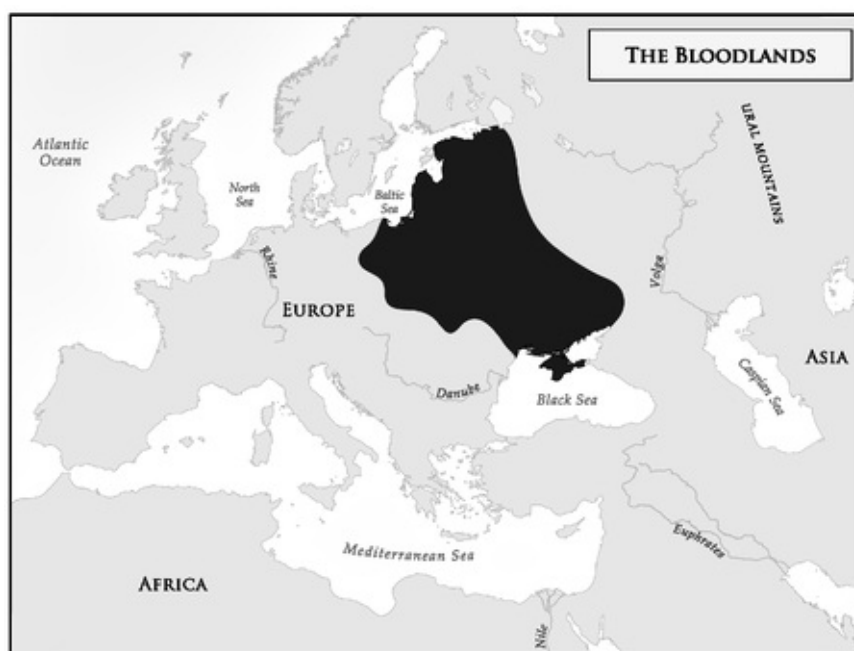 THE BLOODLANDS
Atlantic
Ocean
North
Sea
Baltic
Sea
URAL MOUNTAINS
Rhine
Volga
EUROPE
ASIA
Danube
Black Sea
Caspian Sea
Mediterranean Sea
Euphrates
AFRICA
Nile